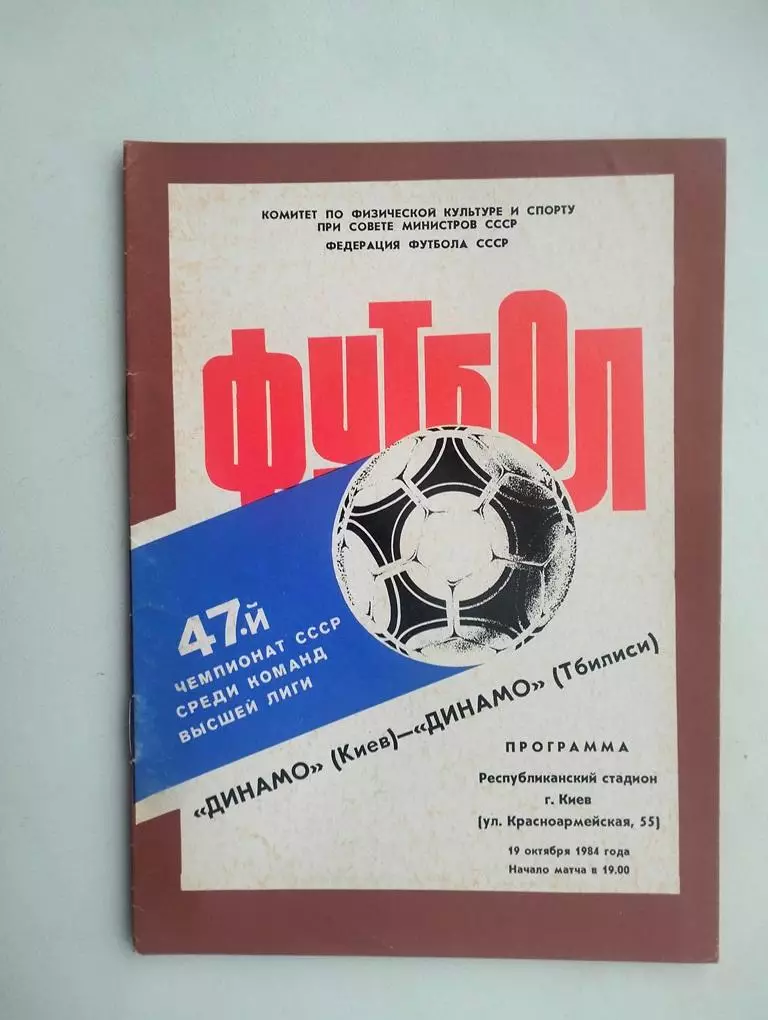 КОМИТЕТ ПО ФИЗИЧЕСКОЙ КУЛЬТУРЕ И СПОРТУ
ПРИ СОВЕТЕ МИНИСТРОВ СССР
ФЕДЕРАЦИЯ ФУТБОЛА СССР
ФУТБОЛ
47-й
ЧЕМПИОНАТ СССР
СРЕДИ КОМАНД
ВЫСШЕЙ ЛИГИ
«ДИНАМО» (Киев)—«ДИНАМО» (Тбилиси)
ПРОГРАММА
Республиканский стадион
г. Киев
(ул. Красноармейская, 55)
19 октября 1984 года
Начало матча в 19.00